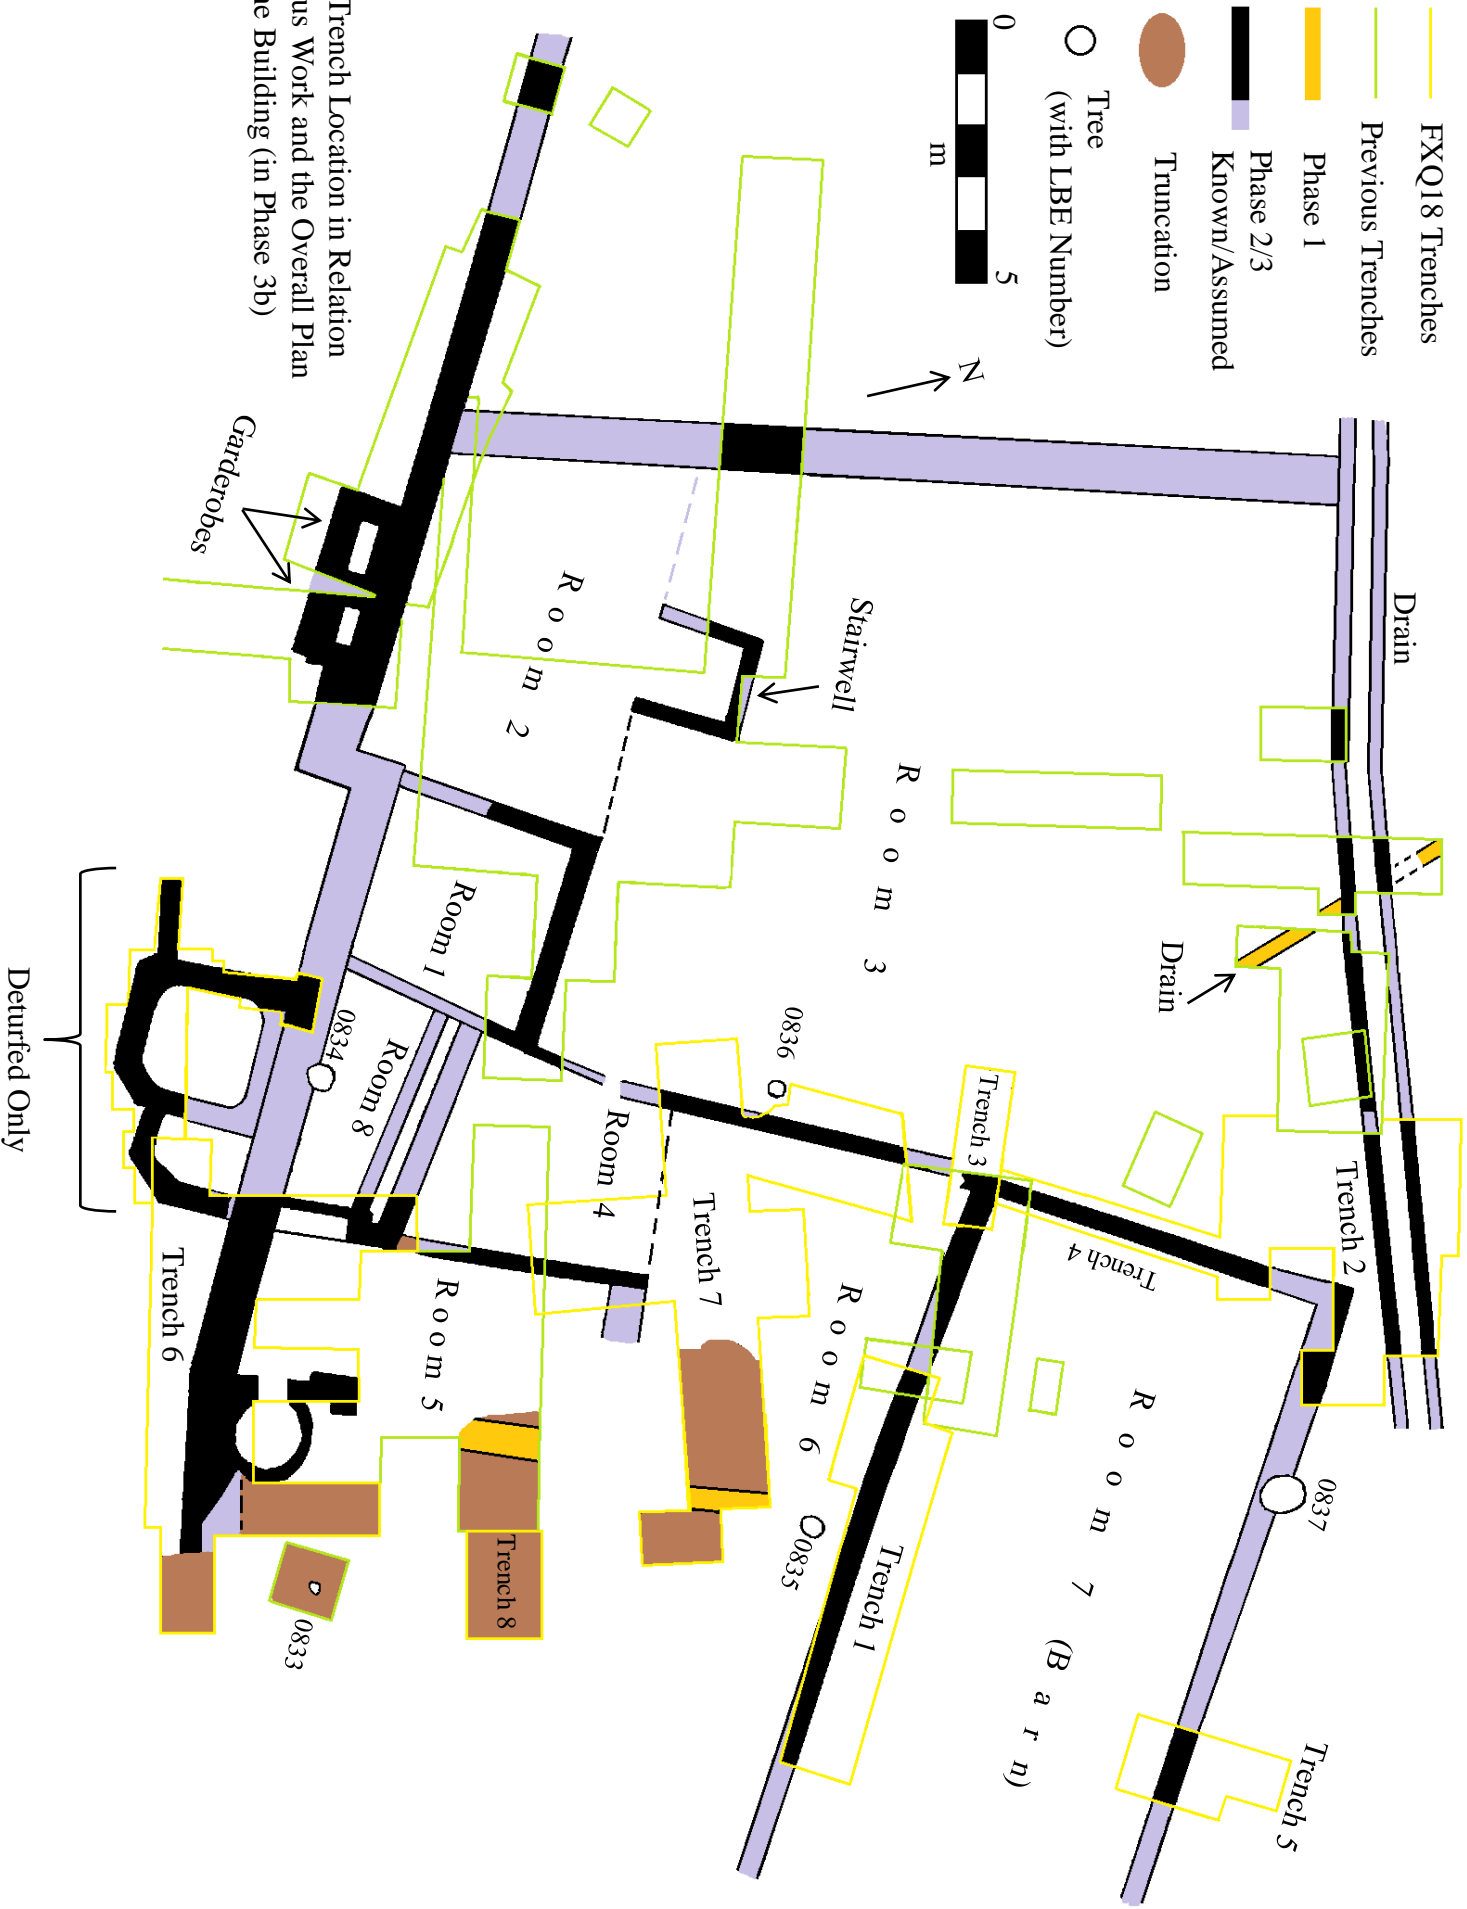 FXQ18 Trenches
Previous Trenches
Phase 1
Phase 2/3
Known/Assumed
Truncation
Tree
(with LBE Number)
0 5
m
N
Trench Location in Relation
us Work and the Overall Plan
e Building (in Phase 3b)
Drain
Drain
Stairwell
Garderobes
Room 2
Room 3
Room 1
0834
Room 8
0836
Room 4
Trench 3
Trench 2
Trench 4
Trench 7
Room 6
Room 5
Trench 6
Deturfed Only
Room 7 (Barn)
0837
0835
Trench 1
Trench 8
0833
Trench 5